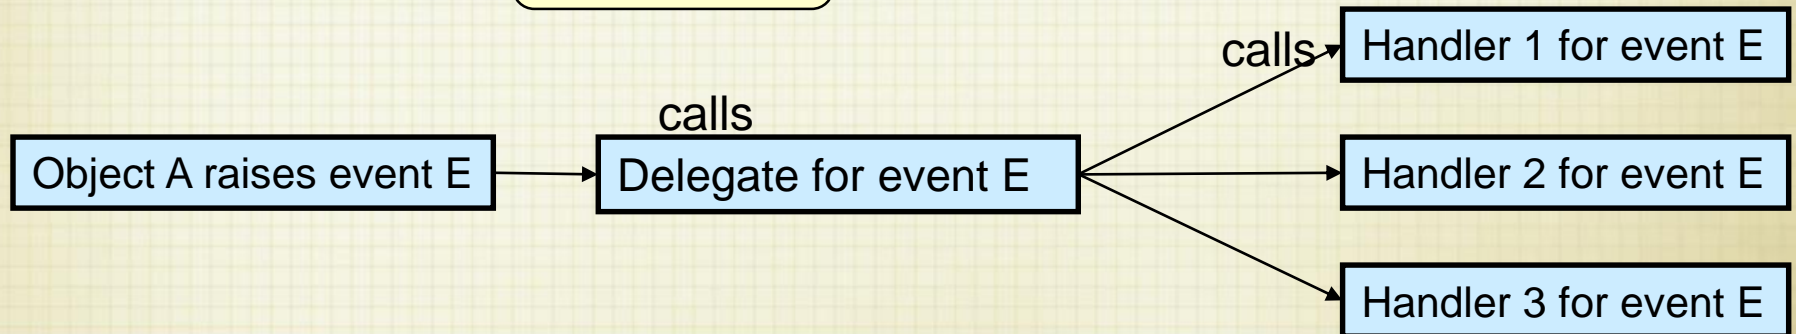 calls
Handler 1 for event E
calls
Object A raises event E
Delegate for event E
Handler 2 for event E
Handler 3 for event E